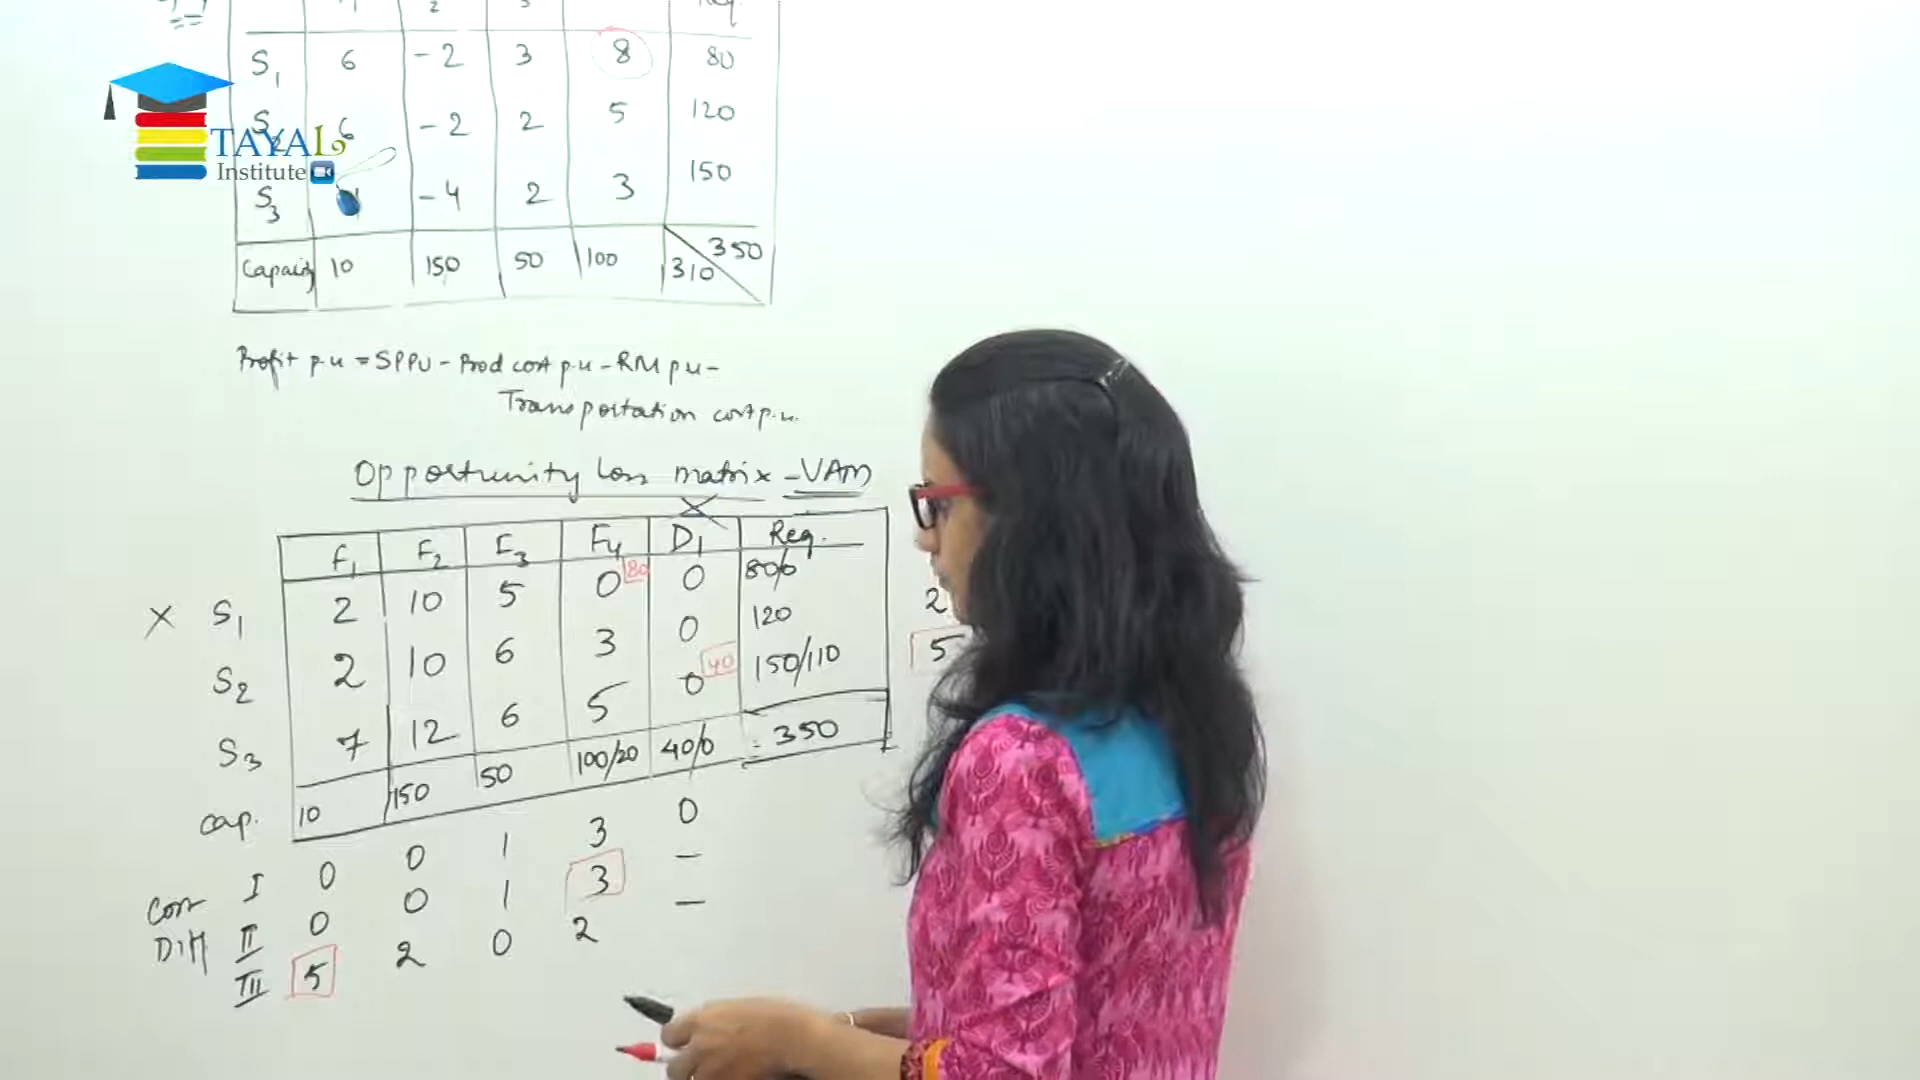 S1 6 -2 3 8 80
S2 6 -2 2 5 120
TAYAL
Institute
S3 -4 2 3 150
Capacity 10 150 50 100 310 350
Profit p.u = SPPU - Prod cost p.u - RM p.u -
Transportation cost p.u.
Opportunity Loss matrix - VAM
F1 F2 F3 F4 D1 Req.
X S1 2 10 5 0 80 0 80/0 2
S2 2 10 6 3 0 120 5
S3 7 12 6 5 0 40 150/110
cap. 10 150 50 100/20 40/0 = 350
Cost I 0 0 1 3 0
Diff II 0 0 1 3 -
III 5 2 0 2 -